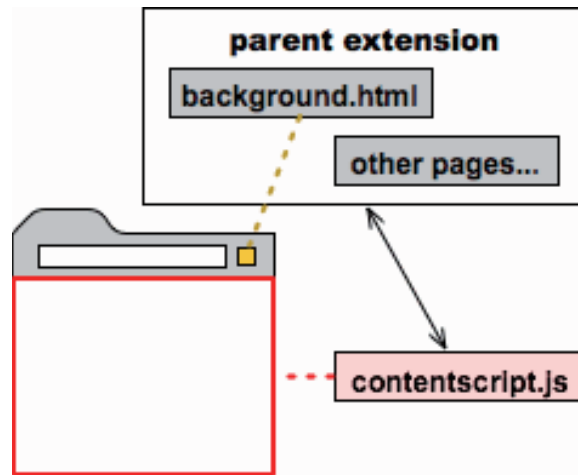 parent extension
background.html
other pages...
contentscript.js